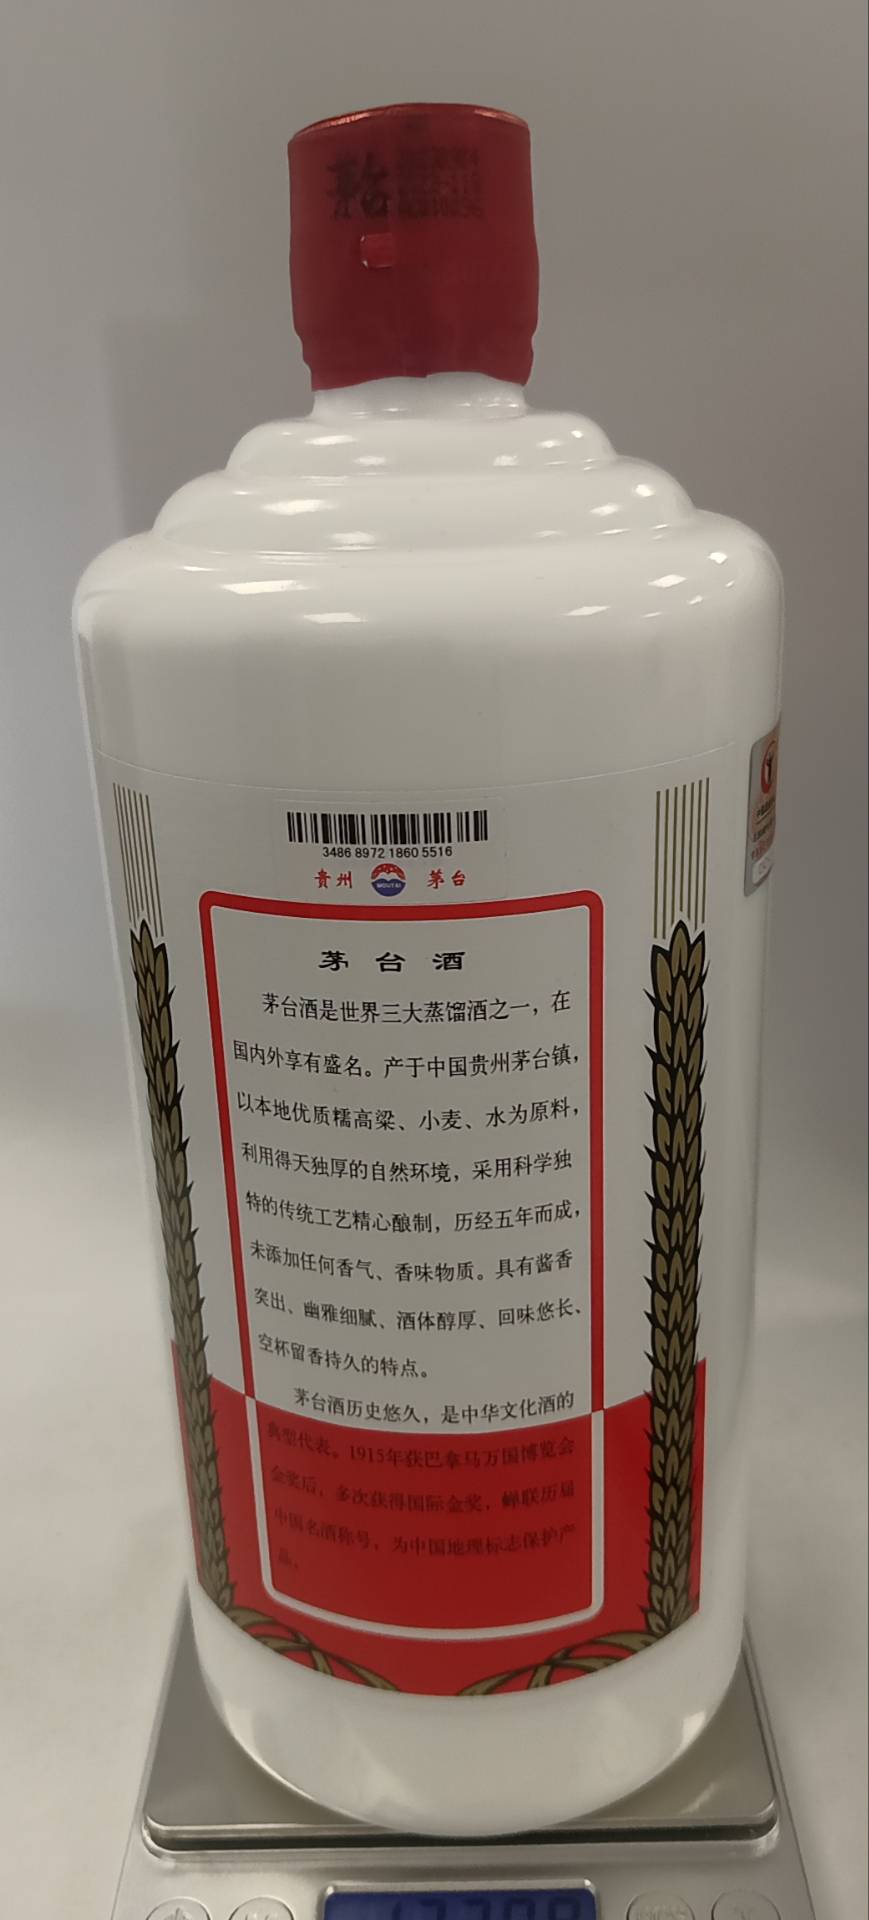 茅台
3486 8972 1860 5516
贵州 MOUTAI 茅台
茅台酒
茅台酒是世界三大蒸馏酒之一，在
国内外享有盛名。产于中国贵州茅台镇，
以本地优质糯高粱、小麦、水为原料，
利用得天独厚的自然环境，采用科学独
特的传统工艺精心酿制，历经五年而成，
未添加任何香气、香味物质。具有酱香
突出、幽雅细腻、酒体醇厚、回味悠长、
空杯留香持久的特点。
茅台酒历史悠久，是中华文化酒的
典型代表。1915年获巴拿马万国博览会
金奖后，多次获得国际金奖，蝉联历届
中国名酒称号，为中国地理标志保护产
品。